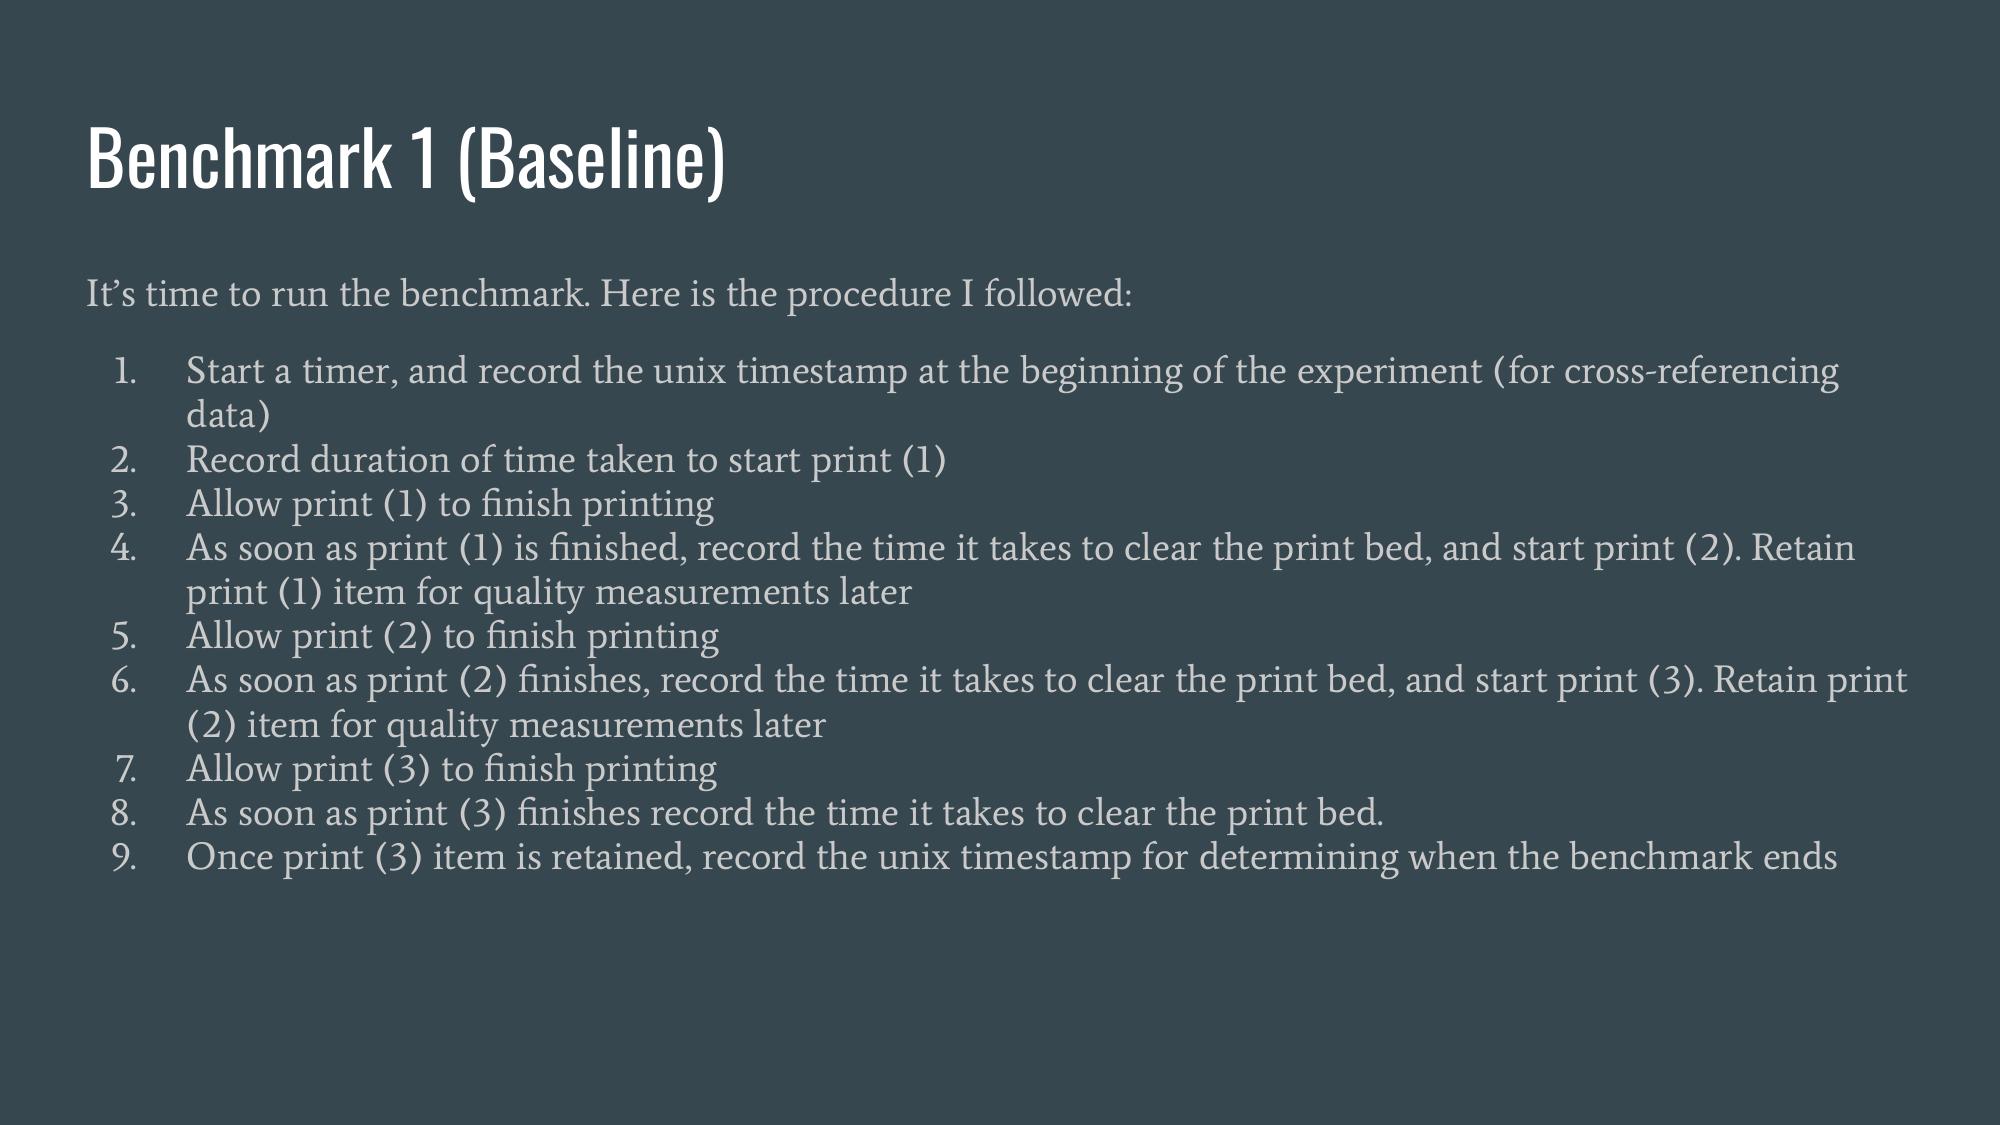 Benchmark 1 (Baseline)
It’s time to run the benchmark. Here is the procedure I followed:
1. Start a timer, and record the unix timestamp at the beginning of the experiment (for cross-referencing
data)
2. Record duration of time taken to start print (1)
3. Allow print (1) to finish printing
4. As soon as print (1) is finished, record the time it takes to clear the print bed, and start print (2). Retain
print (1) item for quality measurements later
5. Allow print (2) to finish printing
6. As soon as print (2) finishes, record the time it takes to clear the print bed, and start print (3). Retain print
(2) item for quality measurements later
7. Allow print (3) to finish printing
8. As soon as print (3) finishes record the time it takes to clear the print bed.
9. Once print (3) item is retained, record the unix timestamp for determining when the benchmark ends